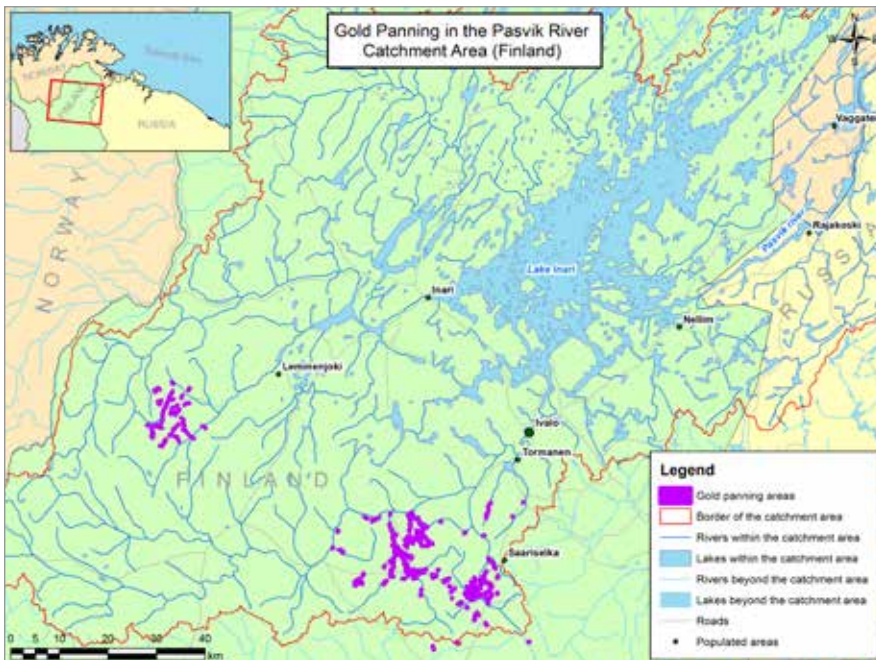 Gold Panning in the Pasvik River
Catchment Area (Finland)
NORWAY
FINLAND
RUSSIA
N
W
E
S
Vaggatem
Pasvik river
Rajakoski
RUSSIA
NORWAY
Lake Inari
Inari
Nellim
Lemmenjoki
Ivalo
Tormanen
FINLAND
Saariselka
Legend
Gold panning areas
Border of the catchment area
Rivers within the catchment area
Lakes within the catchment area
Rivers beyond the catchment area
Lakes beyond the catchment area
Roads
Populated areas
0 5 10 20 30 40
km